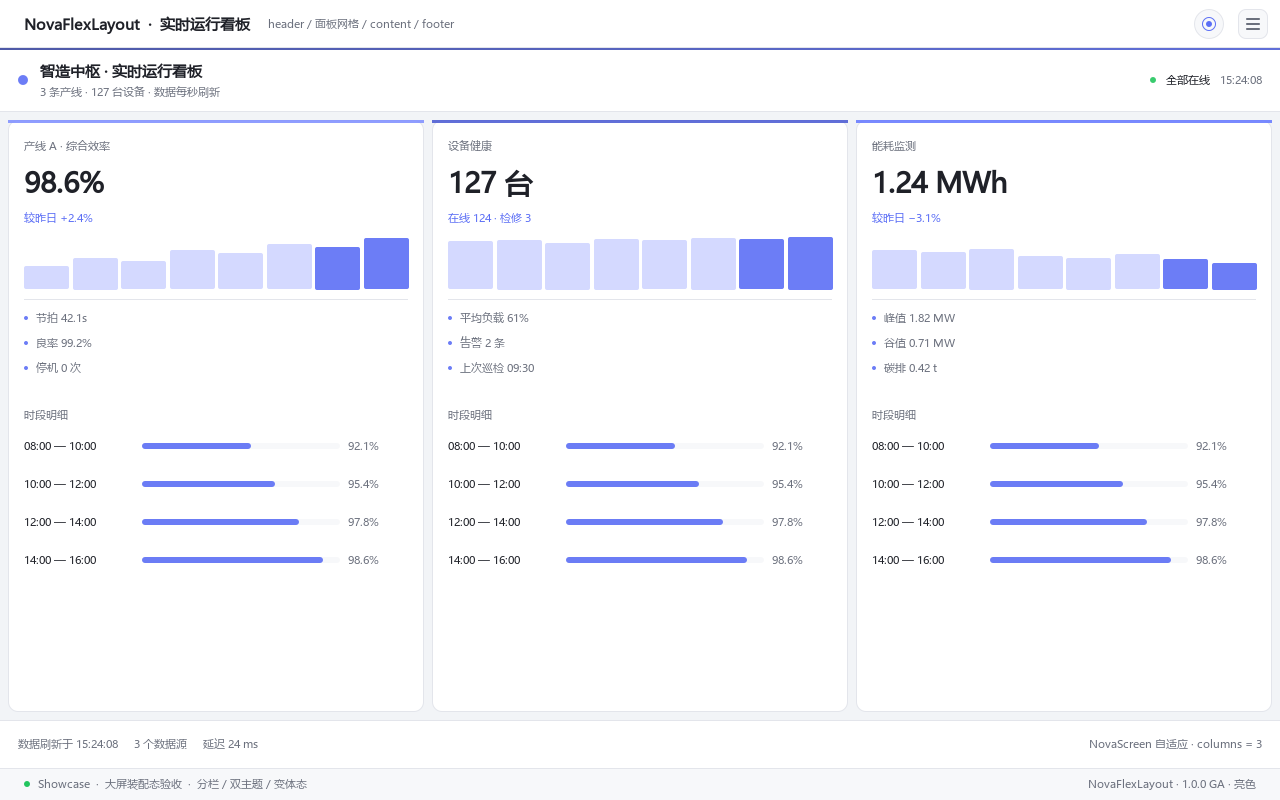 NovaFlexLayout · 实时运行看板 header / 面板网格 / content / footer
智造中枢 · 实时运行看板
3 条产线 · 127 台设备 · 数据每秒刷新
全部在线 15:24:08
产线 A · 综合效率
98.6%
较昨日 +2.4%
节拍 42.1s
良率 99.2%
停机 0 次
时段明细
08:00 — 10:00 92.1%
10:00 — 12:00 95.4%
12:00 — 14:00 97.8%
14:00 — 16:00 98.6%
设备健康
127 台
在线 124 · 检修 3
平均负载 61%
告警 2 条
上次巡检 09:30
时段明细
08:00 — 10:00 92.1%
10:00 — 12:00 95.4%
12:00 — 14:00 97.8%
14:00 — 16:00 98.6%
能耗监测
1.24 MWh
较昨日 −3.1%
峰值 1.82 MW
谷值 0.71 MW
碳排 0.42 t
时段明细
08:00 — 10:00 92.1%
10:00 — 12:00 95.4%
12:00 — 14:00 97.8%
14:00 — 16:00 98.6%
数据刷新于 15:24:08 3 个数据源 延迟 24 ms
NovaScreen 自适应 · columns = 3
Showcase · 大屏装配态验收 · 分栏 / 双主题 / 变体态
NovaFlexLayout · 1.0.0 GA · 亮色